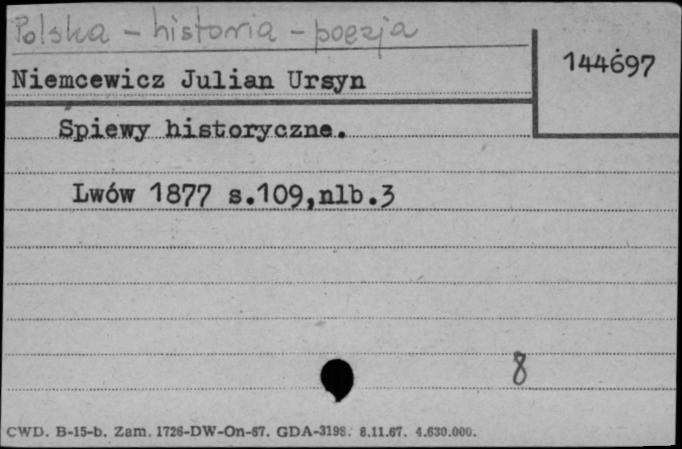 Polska - historia - poezja
144697
Niemcewicz Julian Ursyn
Śpiewy historyczne.
Lwów 1877 s.109,nlb.3
8
CWD. B-15-b. Zam. 1726-DW-On-67. GDA-3198. 8.11.67. 4.630.000.